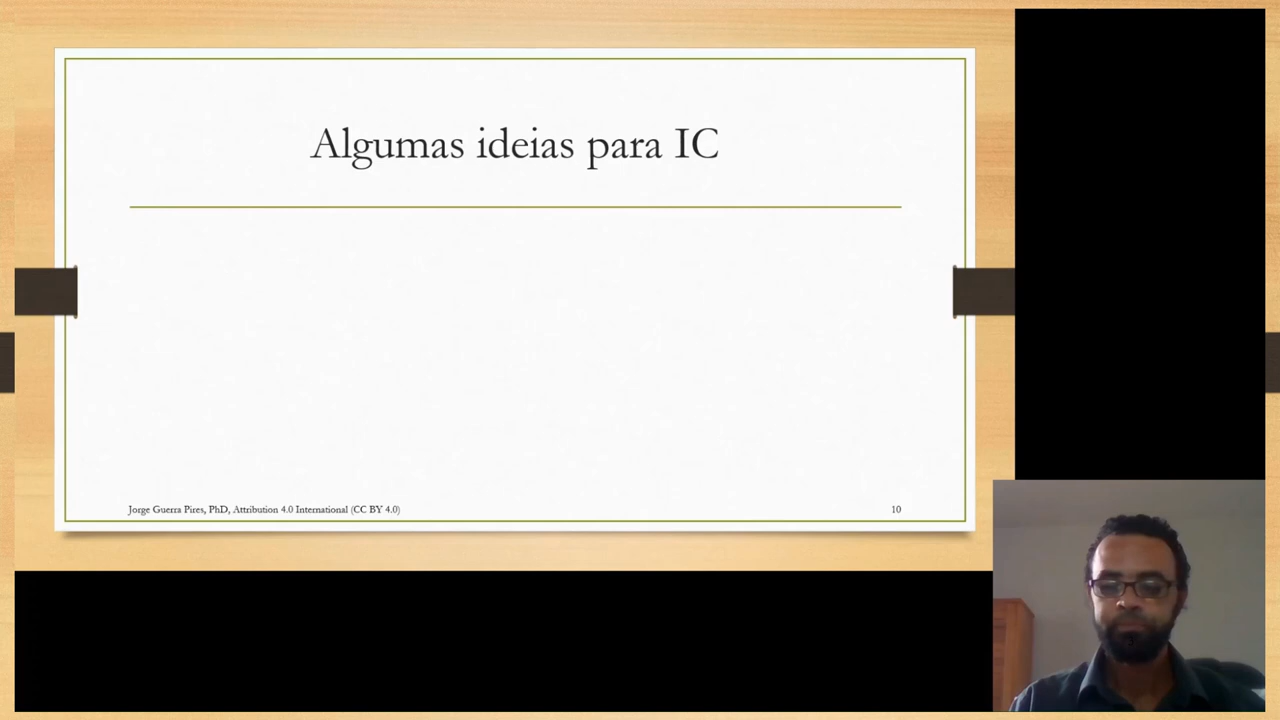 Algumas ideias para IC
Jorge Guerra Pires, PhD, Attribution 4.0 International (CC BY 4.0)
10